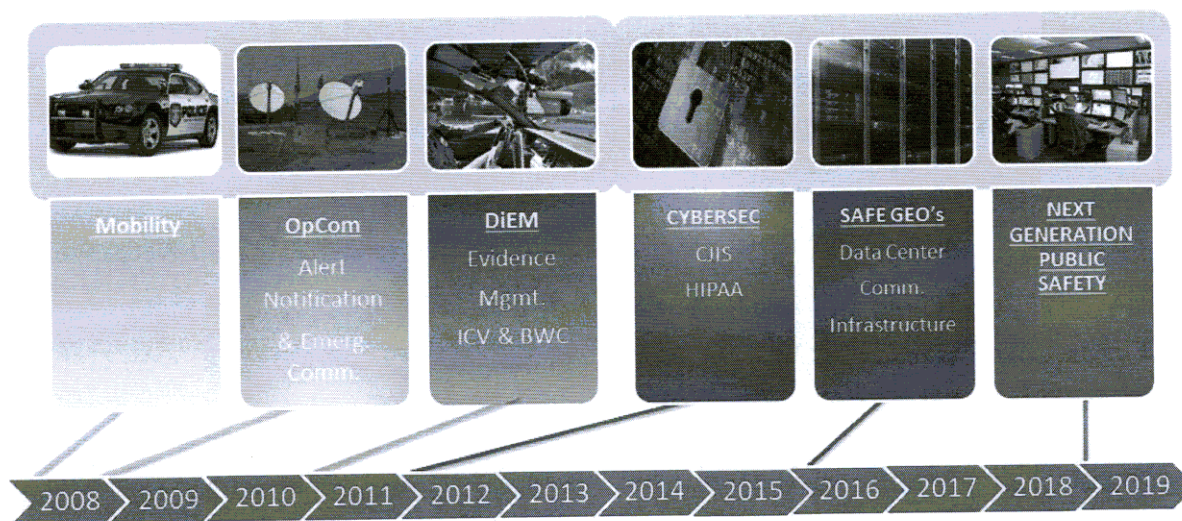 POLICE
Mobility
OpCom
Alert
Notification
& Emerg.
Comm.
DiEM
Evidence
Mgmt.
ICV & BWC
CYBERSEC
CJIS
HIPAA
SAFE GEO's
Data Center
Comm.
Infrastructure
NEXT
GENERATION
PUBLIC
SAFETY
2008 2009 2010 2011 2012 2013 2014 2015 2016 2017 2018 2019